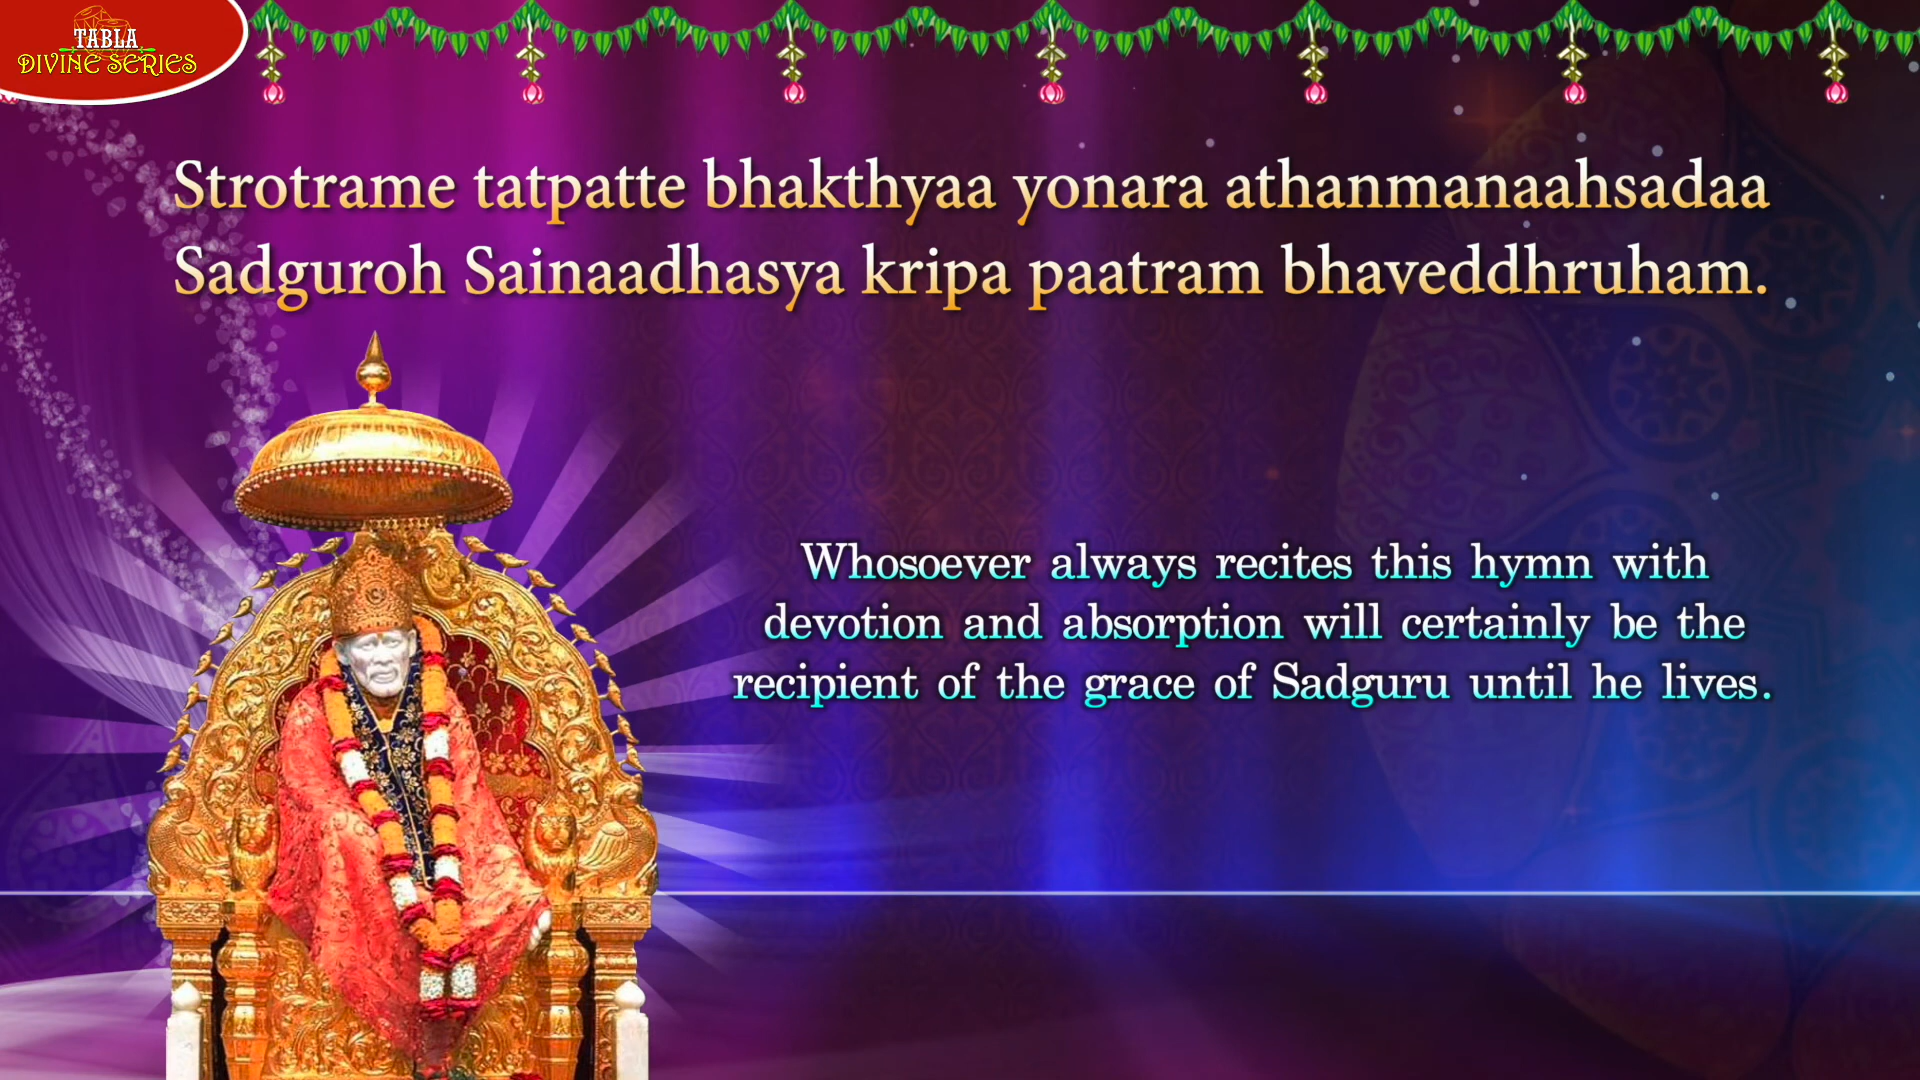 TABLA
DIVINE SERIES
Strotrame tatpatte bhakthyaa yonara athanmanaahsadaa
Sadguroh Sainaadhasya kripa paatram bhaveddhruham.
Whosoever always recites this hymn with
devotion and absorption will certainly be the
recipient of the grace of Sadguru until he lives.